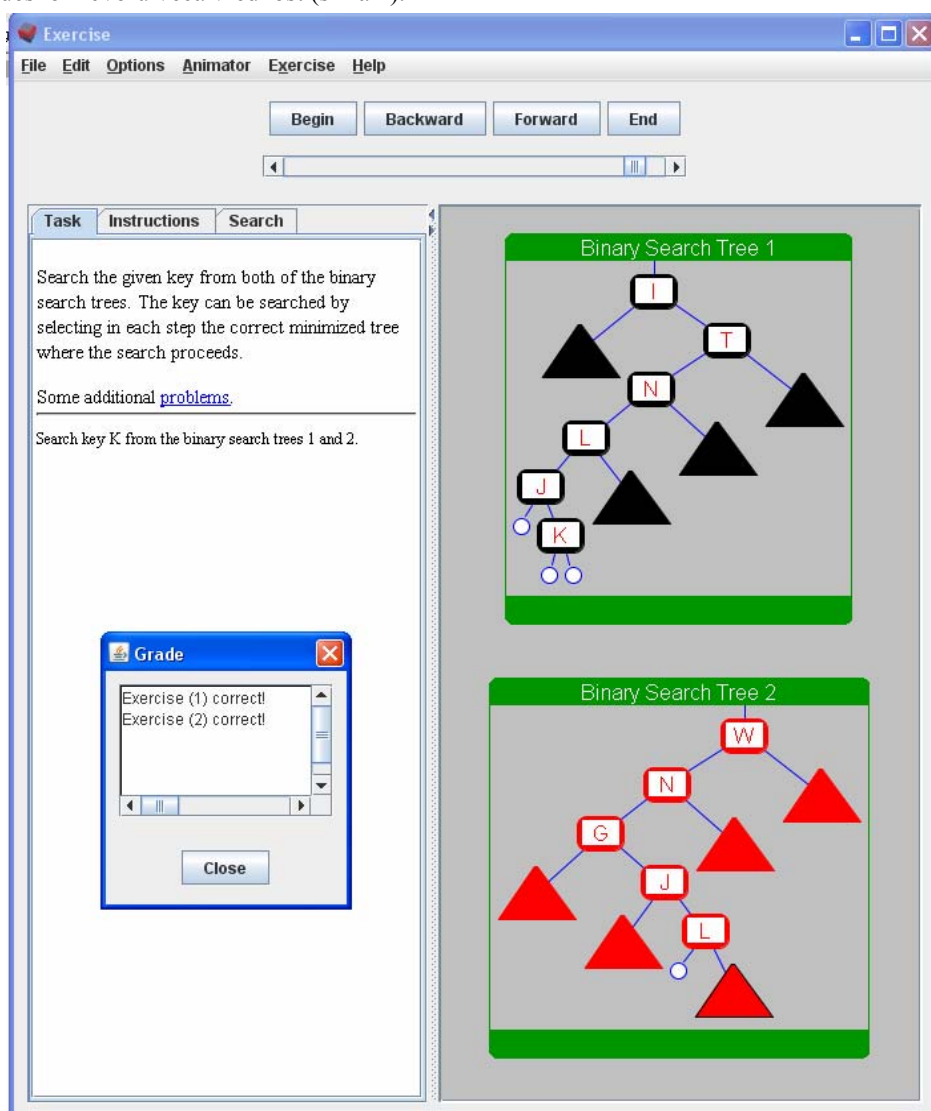 Exercise
File Edit Options Animator Exercise Help
Begin Backward Forward End
Task Instructions Search
Search the given key from both of the binary
search trees. The key can be searched by
selecting in each step the correct minimized tree
where the search proceeds.
Some additional problems.
Search key K from the binary search trees 1 and 2.
Grade
Exercise (1) correct!
Exercise (2) correct!
Close
Binary Search Tree 1
I
T
N
L
J
K
Binary Search Tree 2
W
N
G
J
L